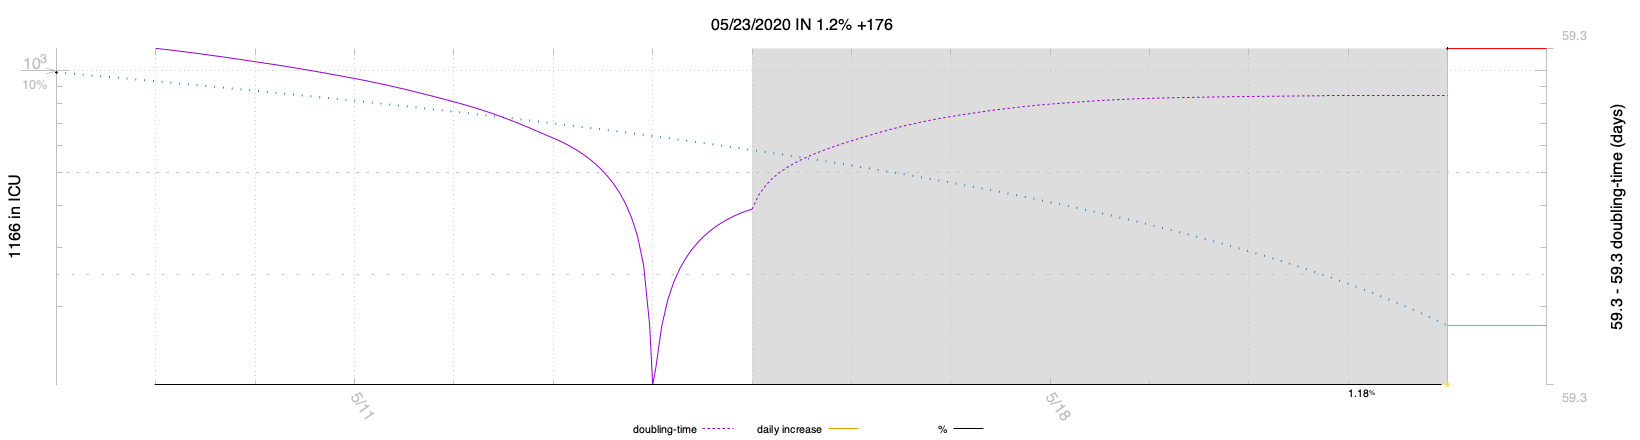 05/23/2020 IN 1.2% +176
59.3
10³
10%
1166 in ICU
59.3 - 59.3 doubling-time (days)
1.18%
59.3
5/11
5/18
doubling-time
daily increase
%